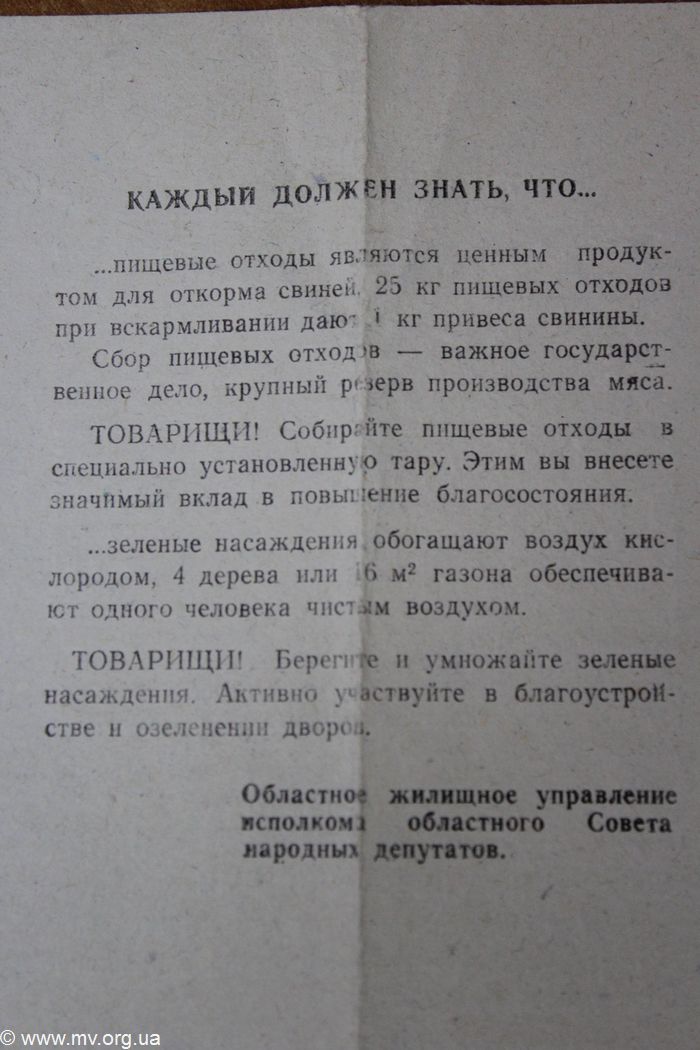 КАЖДЫЙ ДОЛЖЕН ЗНАТЬ, ЧТО...
...пищевые отходы являются ценным продук-
том для откорма свиней. 25 кг пищевых отходов
при вскармливании дают 1 кг привеса свинины.
Сбор пищевых отходов — важное государст-
венное дело, крупный резерв производства мяса.
ТОВАРИЩИ! Собирайте пищевые отходы в
специально установленную тару. Этим вы внесете
значимый вклад в повышение благосостояния.
...зеленые насаждения обогащают воздух кис-
лородом, 4 дерева или 16 м² газона обеспечива-
ют одного человека чистым воздухом.
ТОВАРИЩИ! Берегите и умножайте зеленые
насаждения. Активно участвуйте в благоустрой-
стве и озеленении дворов.
Областное жилищное управление
исполкома областного Совета
народных депутатов.
© www.mv.org.ua